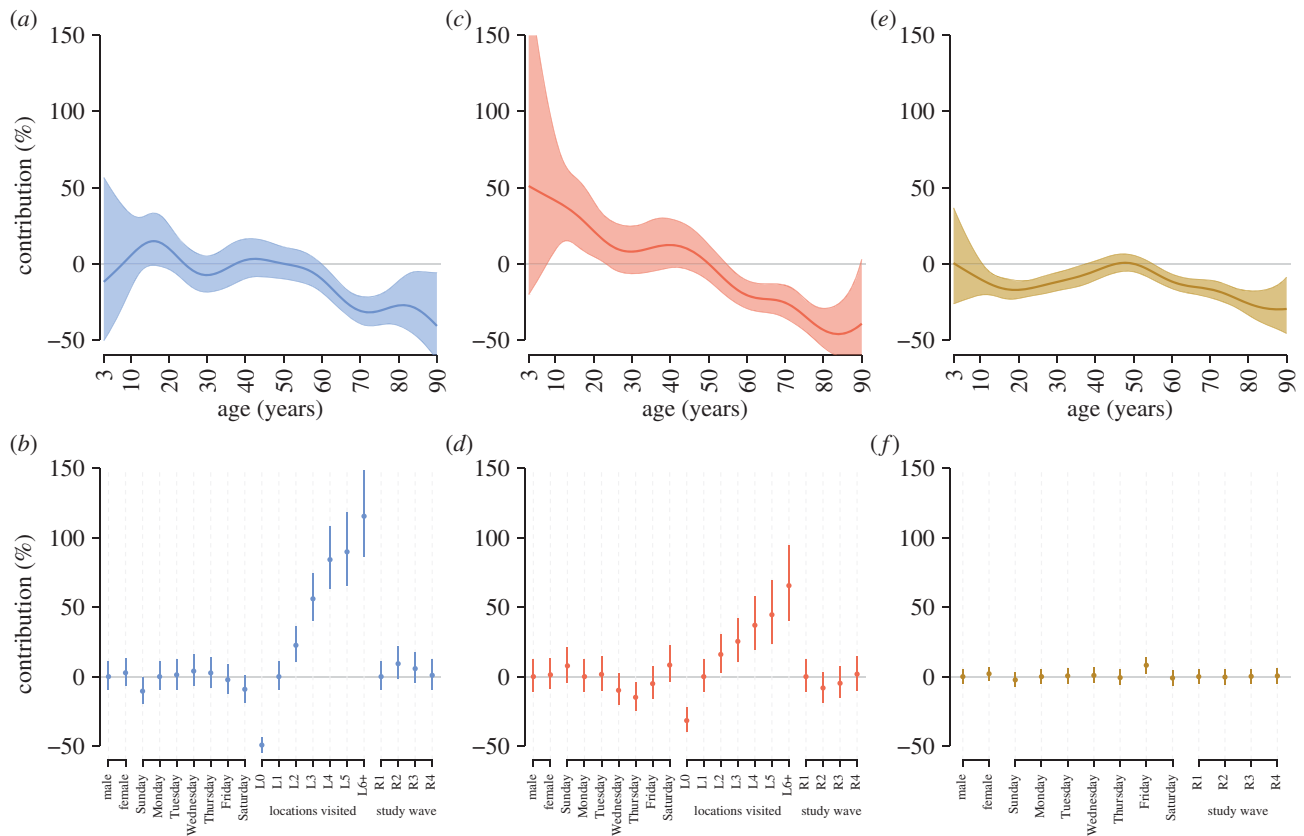 (a) (c) (e)
150 150 150
100 100 100
50 50 50
0 0 0
−50 −50 −50
contribution (%)
3 10 20 30 40 50 60 70 80 90 3 10 20 30 40 50 60 70 80 90 3 10 20 30 40 50 60 70 80 90
age (years) age (years) age (years)
(b) (d) (f)
150 150 150
100 100 100
50 50 50
0 0 0
−50 −50 −50
contribution (%)
male female Sunday Monday Tuesday Wednesday Thursday Friday Saturday L0 L1 L2 L3 L4 L5 L6+ R1 R2 R3 R4 male female Sunday Monday Tuesday Wednesday Thursday Friday Saturday L0 L1 L2 L3 L4 L5 L6+ R1 R2 R3 R4 male female Sunday Monday Tuesday Wednesday Thursday Friday Saturday R1 R2 R3 R4
locations visited study wave locations visited study wave study wave